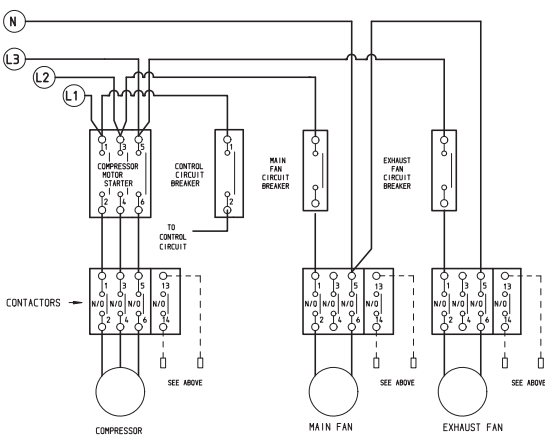 N
L3
L2
L1
1 3 5
COMPRESSOR
MOTOR
STARTER
2 4 6
CONTROL
CIRCUIT
BREAKER
1
2
TO
CONTROL
CIRCUIT
MAIN
FAN
CIRCUIT
BREAKER
EXHAUST
FAN
CIRCUIT
BREAKER
CONTACTORS
1 3 5 13
N/O N/O N/O N/O
2 4 6 14
SEE ABOVE
COMPRESSOR
1 3 5 13
N/O N/O N/O N/O
2 4 6 14
SEE ABOVE
MAIN FAN
1 3 5 13
N/O N/O N/O N/O
2 4 6 14
SEE ABOVE
EXHAUST FAN